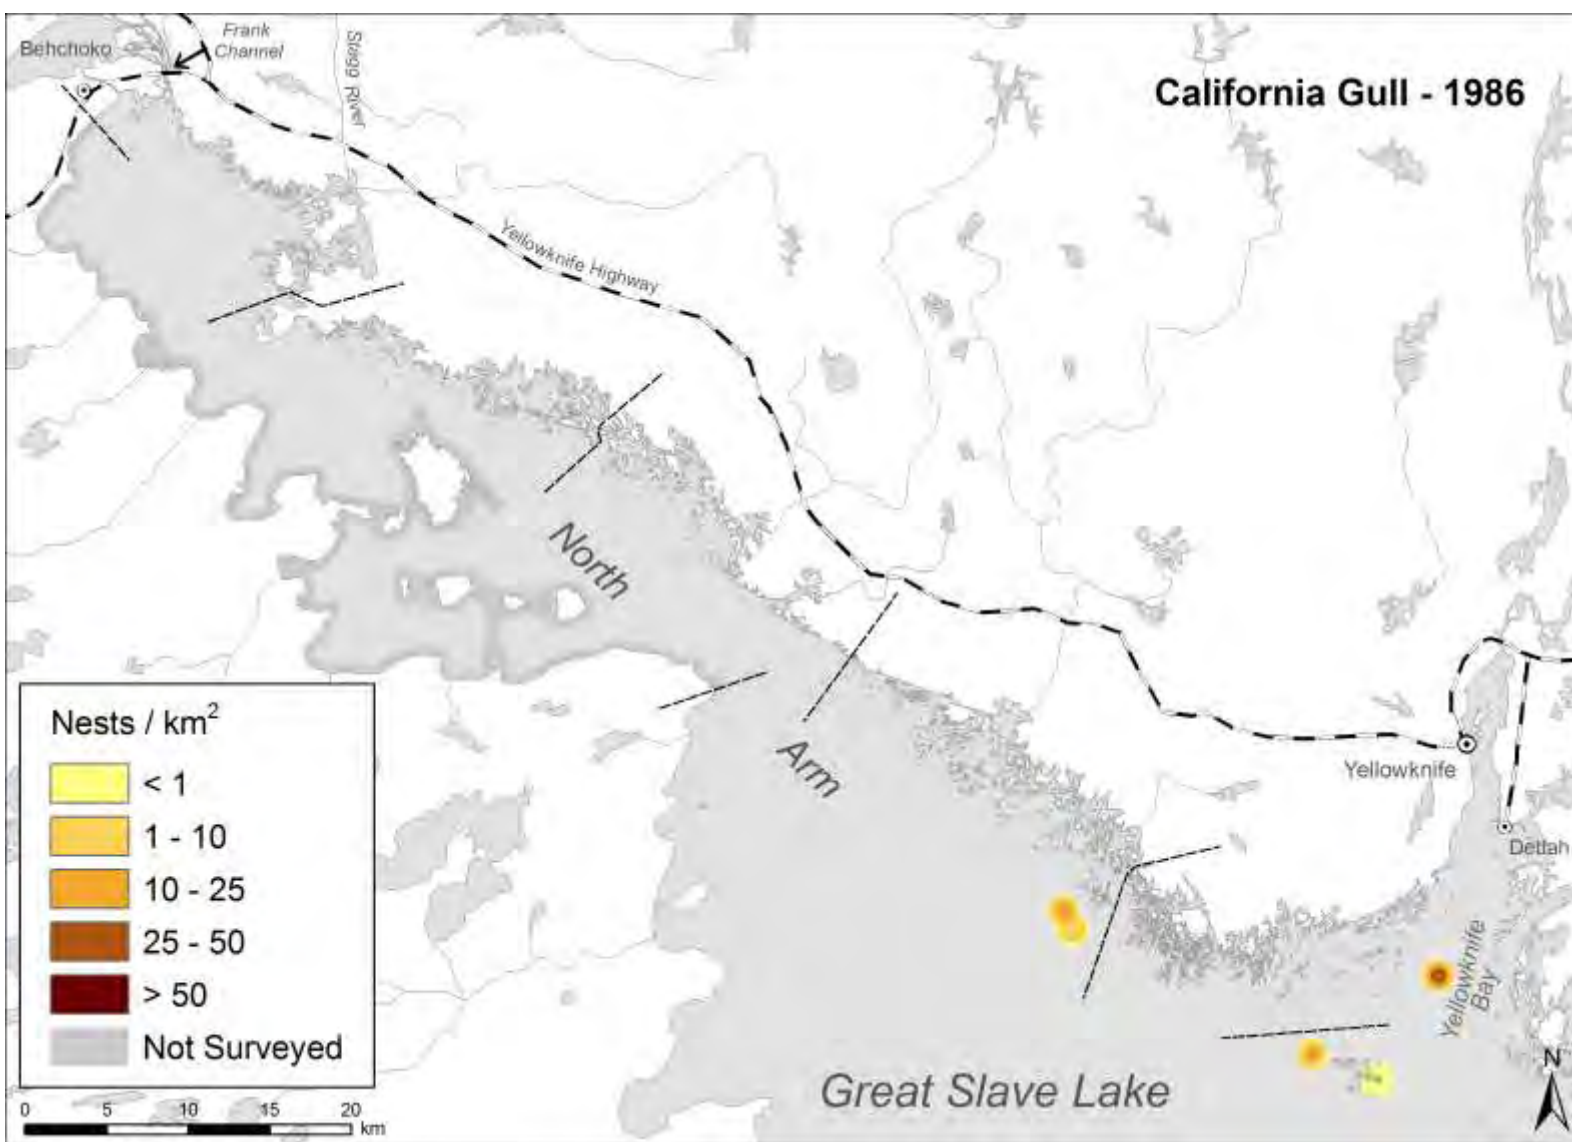 Behchoko
Frank
Channel
Stagg River
California Gull - 1986
Yellowknife Highway
North
Arm
Yellowknife
Dettah
Yellowknife
Bay
Great Slave Lake
N
Nests / km²
< 1
1 - 10
10 - 25
25 - 50
> 50
Not Surveyed
0 5 10 15 20
km